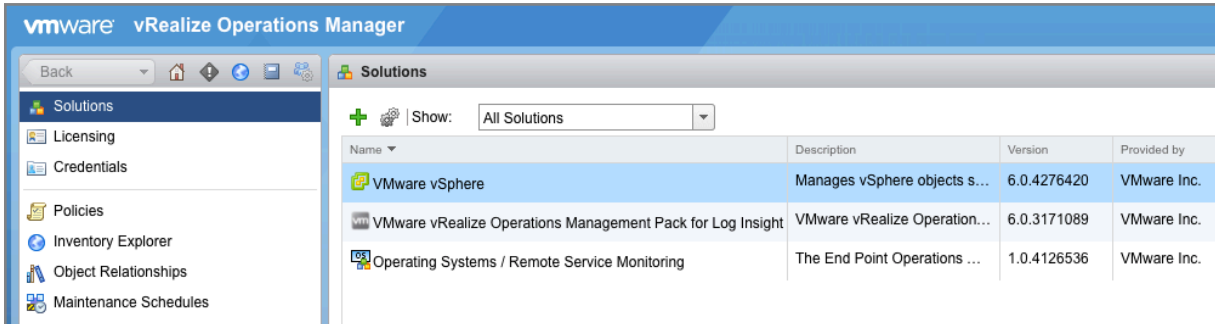 vmware vRealize Operations Manager
Back
Solutions
Licensing
Credentials
Policies
Inventory Explorer
Object Relationships
Maintenance Schedules
Solutions
Show: All Solutions
Name Description Version Provided by
VMware vSphere Manages vSphere objects s... 6.0.4276420 VMware Inc.
vm VMware vRealize Operations Management Pack for Log Insight VMware vRealize Operation... 6.0.3171089 VMware Inc.
OS Operating Systems / Remote Service Monitoring The End Point Operations ... 1.0.4126536 VMware Inc.